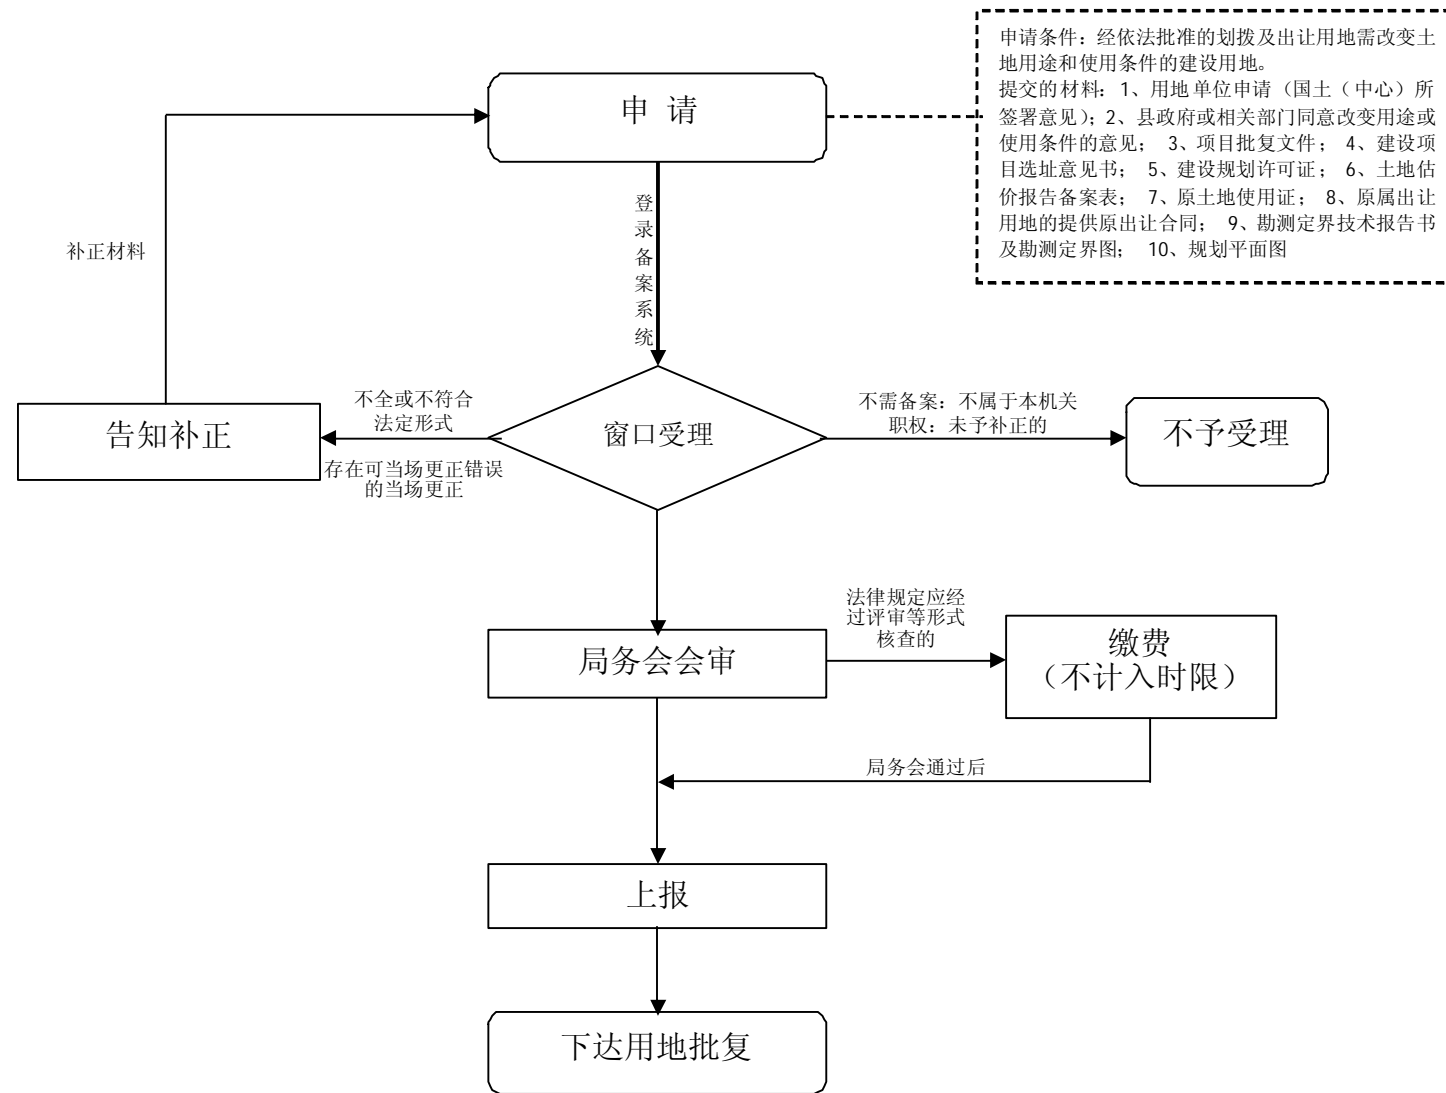 申请条件：经依法批准的划拨及出让用地需改变土
地用途和使用条件的建设用地。
提交的材料：1、用地单位申请（国土（中心）所
签署意见）；2、县政府或相关部门同意改变用途或
使用条件的意见；3、项目批复文件；4、建设项
目选址意见书；5、建设规划许可证；6、土地估
价报告备案表；7、原土地使用证；8、原属出让
用地的提供原出让合同；9、勘测定界技术报告书
及勘测定界图；10、规划平面图
申 请
登
录
备
案
系
统
补正材料
不全或不符合
法定形式
告知补正
存在可当场更正错误
的当场更正
窗口受理
不需备案：不属于本机关
职权：未予补正的
不予受理
法律规定应经
过评审等形式
核查的
局务会会审
缴费
（不计入时限）
局务会通过后
上报
下达用地批复